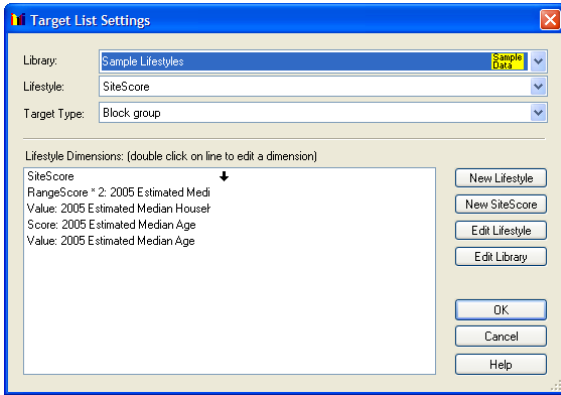 Target List Settings
Library: Sample Lifestyles Sample Data
Lifestyle: SiteScore
Target Type: Block group
Lifestyle Dimensions: (double click on line to edit a dimension)
SiteScore
RangeScore * 2: 2005 Estimated Medi
Value: 2005 Estimated Median Househ
Score: 2005 Estimated Median Age
Value: 2005 Estimated Median Age
New Lifestyle
New SiteScore
Edit Lifestyle
Edit Library
OK
Cancel
Help